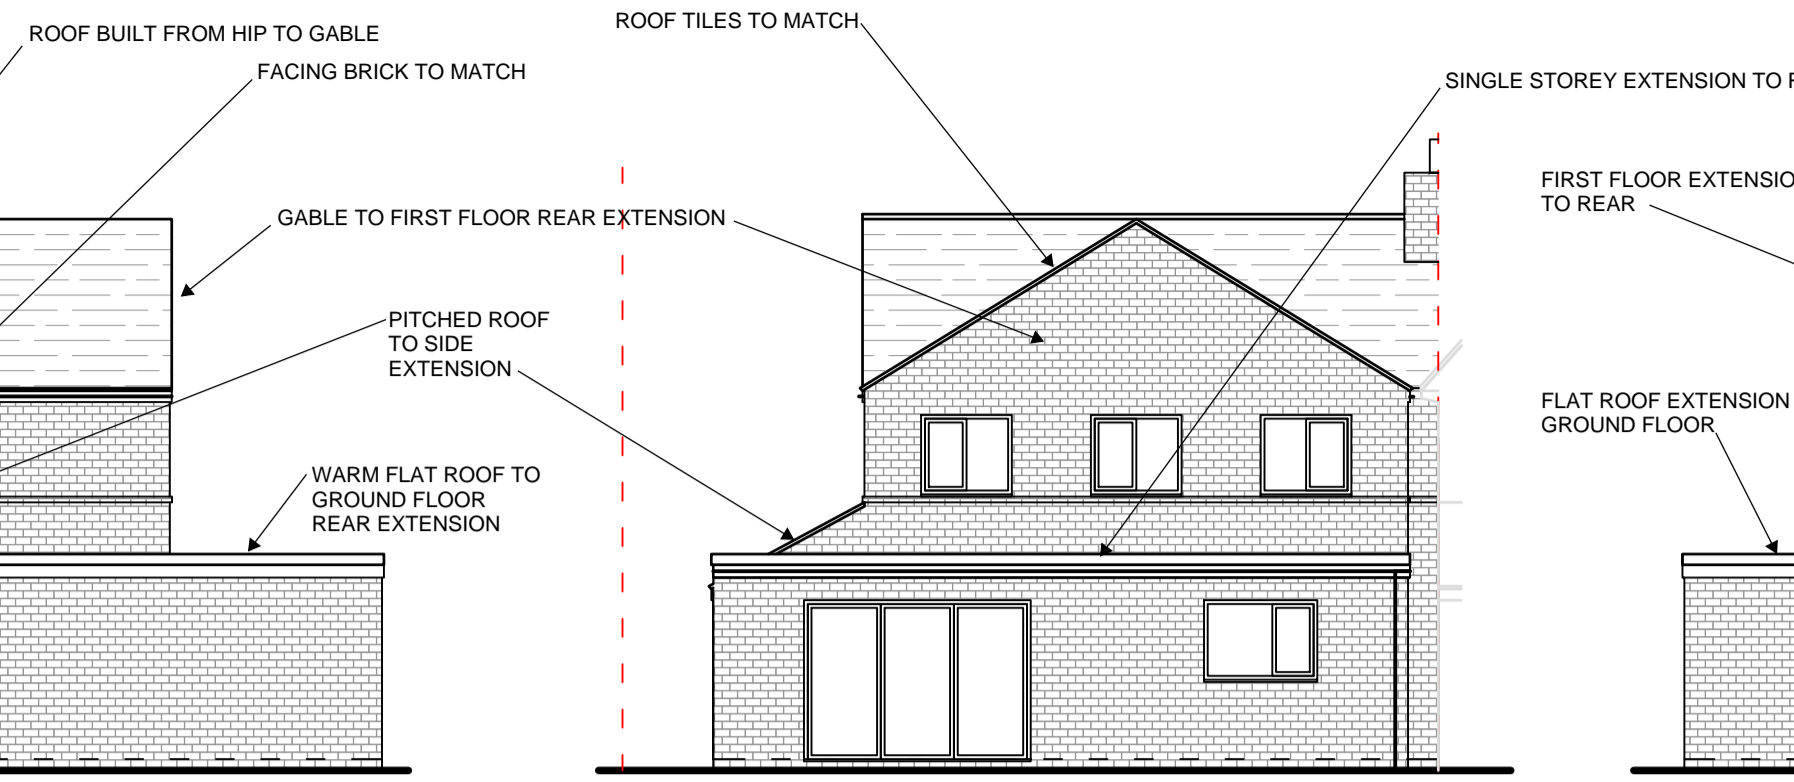 ROOF BUILT FROM HIP TO GABLE
FACING BRICK TO MATCH
ROOF TILES TO MATCH
GABLE TO FIRST FLOOR REAR EXTENSION
PITCHED ROOF
TO SIDE
EXTENSION
WARM FLAT ROOF TO
GROUND FLOOR
REAR EXTENSION
SINGLE STOREY EXTENSION TO
FIRST FLOOR
TO REAR
FLAT ROOF EXTENSION
GROUND FLOOR